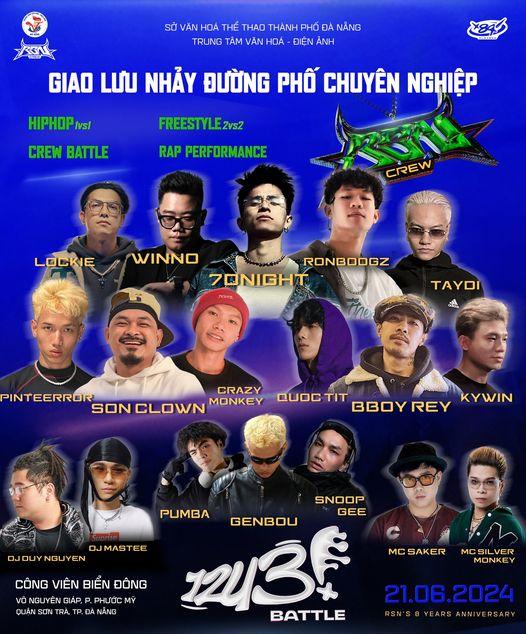 SỞ VĂN HOÁ THỂ THAO THÀNH PHỐ ĐÀ NẴNG
TRUNG TÂM VĂN HOÁ - ĐIỆN ẢNH
GIAO LƯU NHẢY ĐƯỜNG PHỐ CHUYÊN NGHIỆP
HIPHOP 1vs1
FREESTYLE 2vs2
CREW BATTLE
RAP PERFORMANCE
RSN
CREW
LOCKIE
WINNO
7DNIGHT
RONBOOGZ
TAYDI
PINTEERROR
SON CLOWN
CRAZY
MONKEY
QUOC TIT
BBOY REY
KYWIN
DJ DUY NGUYEN
DJ MASTEE
PUMBA
GENBOU
SNOOP
GEE
MC SAKER
MC SILVER
MONKEY
CÔNG VIÊN BIỂN ĐÔNG
VÕ NGUYÊN GIÁP, P. PHƯỚC MỸ
QUẬN SƠN TRÀ, TP. ĐÀ NẴNG
BATTLE
21.06.2024
RSN'S 8 YEARS ANNIVERSARY